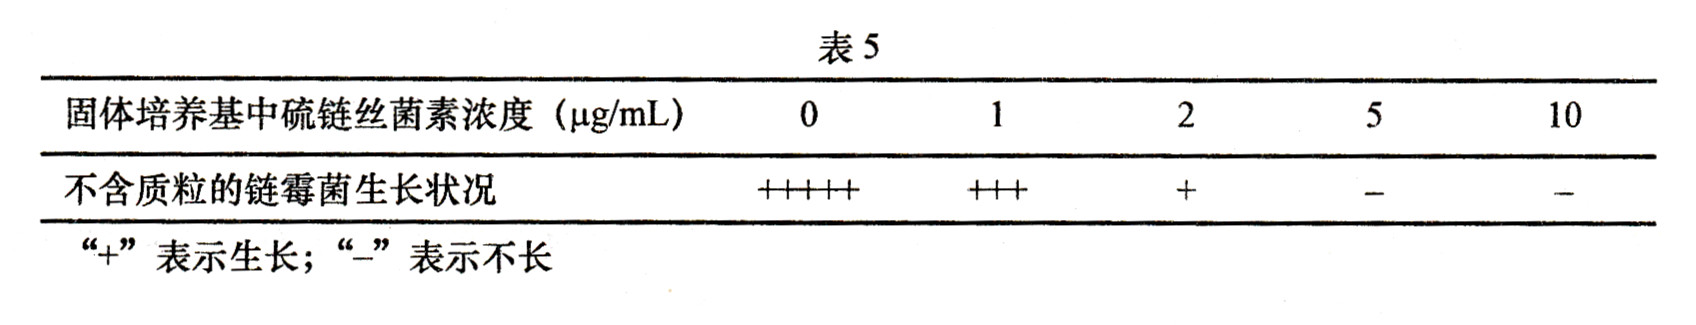 表 5
固体培养基中硫链丝菌素浓度（μg/mL） 0 1 2 5 10
不含质粒的链霉菌生长状况 +++++ +++ + – –
“+”表示生长；“–”表示不长